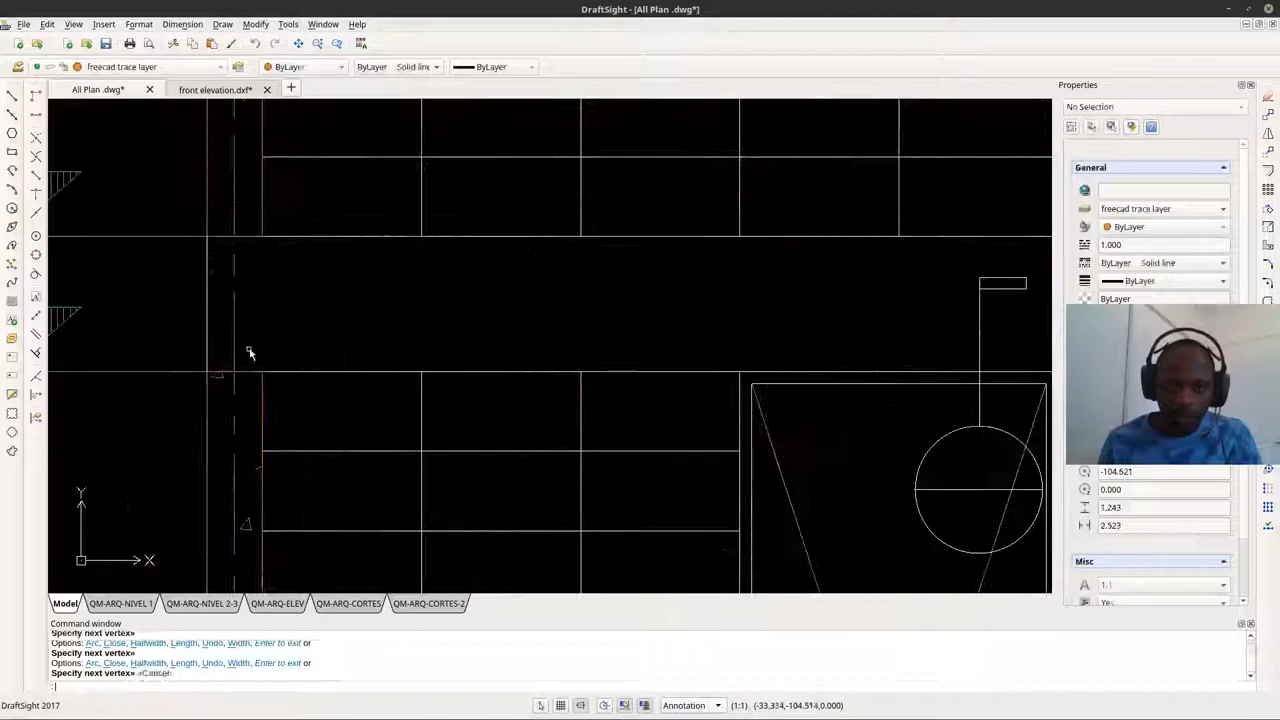 DraftSight - [All Plan .dwg*]
File Edit View Insert Format Dimension Draw Modify Tools Window Help
freecad trace layer ByLayer ByLayer Solid line ByLayer
All Plan .dwg* front elevation.dxf*
Properties
No Selection
General
freecad trace layer
ByLayer
1.000
ByLayer Solid line
ByLayer
ByLayer
-104.521
0.000
1.243
2.523
Misc
1.1
Yes
Y
X
Model QM-ARQ-NIVEL 1 QM-ARQ-NIVEL 2-3 QM-ARQ-ELEV QM-ARQ-CORTES QM-ARQ-CORTES-2
Command window
Specify next vertex»
Options: Arc, Close, Halfwidth, Length, Undo, Width, Enter to exit or
Specify next vertex»
Options: Arc, Close, Halfwidth, Length, Undo, Width, Enter to exit or
Specify next vertex» «Cancel»
:
DraftSight 2017 Annotation (1:1) (-33.334,-104.514,0.000)